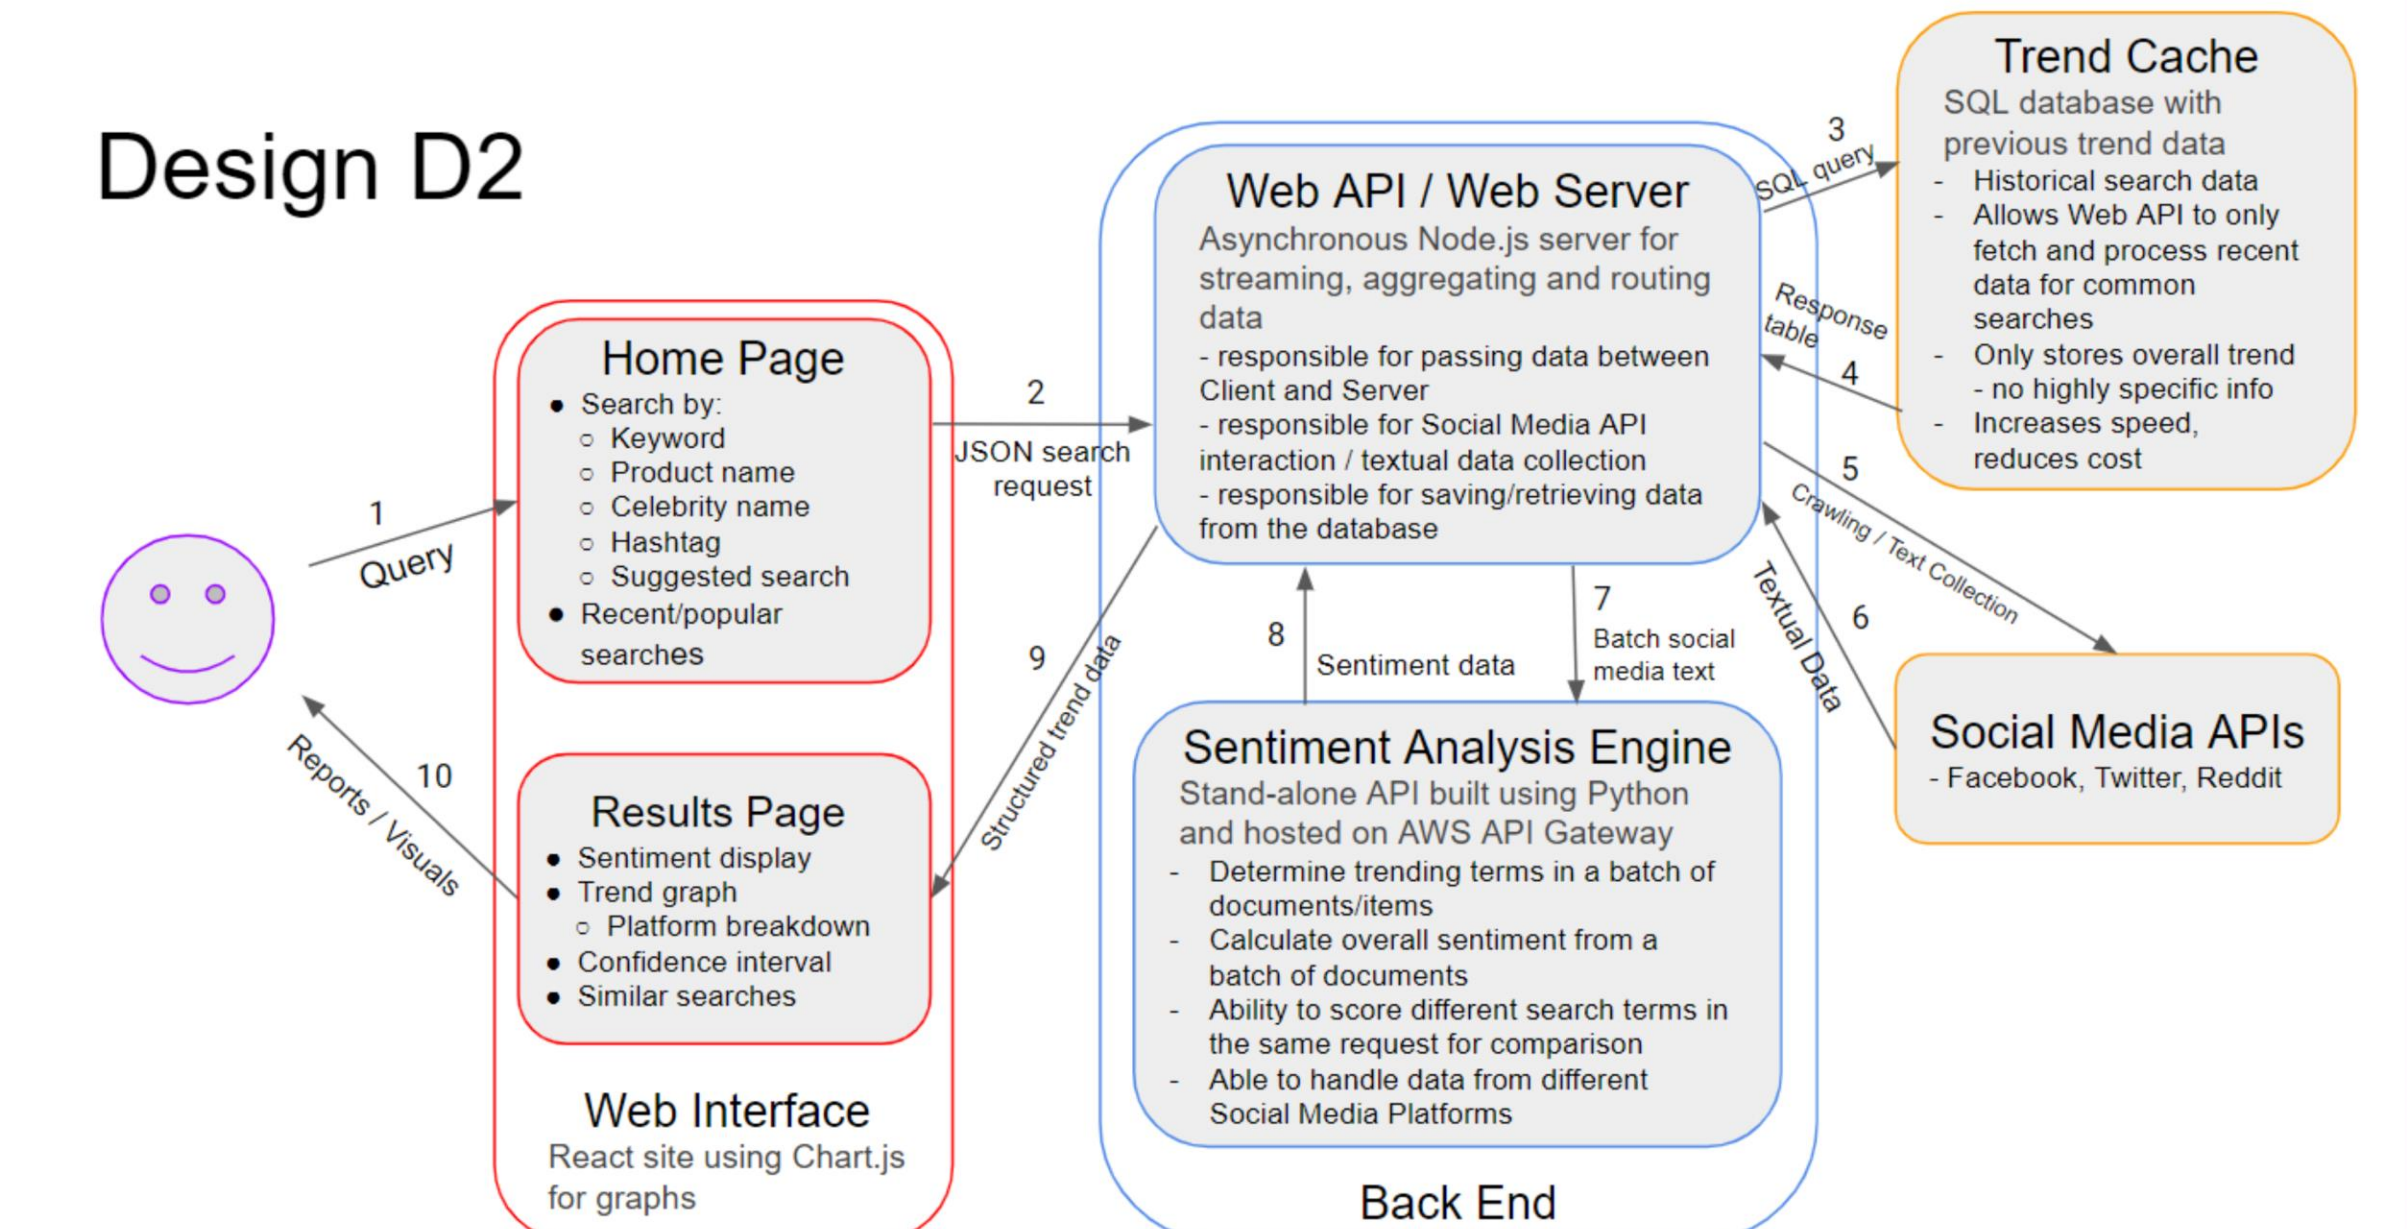 Design D2
1
Query
Home Page
● Search by:
○ Keyword
○ Product name
○ Celebrity name
○ Hashtag
○ Suggested search
● Recent/popular
searches
2
JSON search
request
Web API / Web Server
Asynchronous Node.js server for
streaming, aggregating and routing
data
- responsible for passing data between
Client and Server
- responsible for Social Media API
interaction / textual data collection
- responsible for saving/retrieving data
from the database
3
SQL query
Trend Cache
SQL database with
previous trend data
- Historical search data
- Allows Web API to only
fetch and process recent
data for common
searches
- Only stores overall trend
- no highly specific info
- Increases speed,
reduces cost
Response
table
4
5
Crawling / Text Collection
6
Textual Data
Social Media APIs
- Facebook, Twitter, Reddit
7
Batch social
media text
8
Sentiment data
Sentiment Analysis Engine
Stand-alone API built using Python
and hosted on AWS API Gateway
- Determine trending terms in a batch of
documents/items
- Calculate overall sentiment from a
batch of documents
- Ability to score different search terms in
the same request for comparison
- Able to handle data from different
Social Media Platforms
Back End
9
Structured trend data
Results Page
● Sentiment display
● Trend graph
○ Platform breakdown
● Confidence interval
● Similar searches
Web Interface
React site using Chart.js
for graphs
10
Reports / Visuals